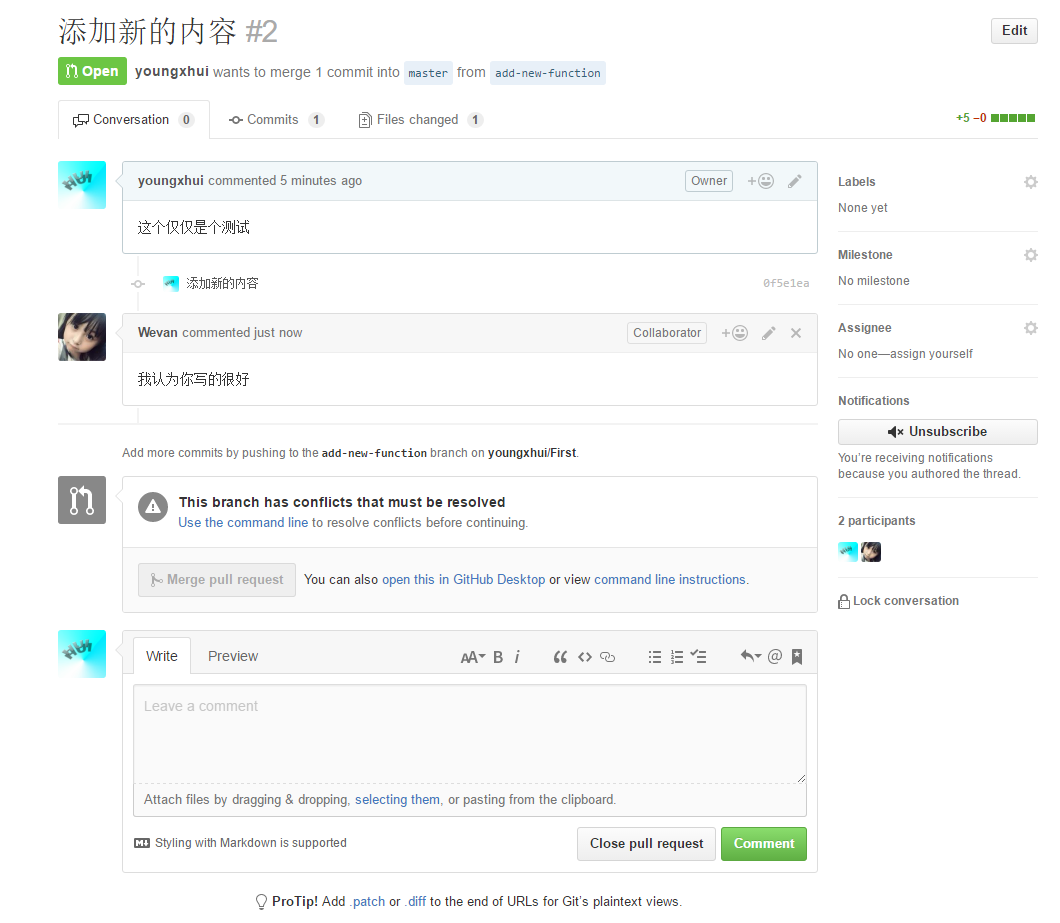 添加新的内容 #2
Edit
Open youngxhui wants to merge 1 commit into master from add-new-function
Conversation 0 Commits 1 Files changed 1 +5 −0
youngxhui commented 5 minutes ago Owner
这个仅仅是个测试
添加新的内容 0f5e1ea
Wevan commented just now Collaborator
我认为你写的很好
Add more commits by pushing to the add-new-function branch on youngxhui/First.
This branch has conflicts that must be resolved
Use the command line to resolve conflicts before continuing.
Merge pull request You can also open this in GitHub Desktop or view command line instructions.
Write Preview AA B i
Leave a comment
Attach files by dragging & dropping, selecting them, or pasting from the clipboard.
Styling with Markdown is supported
Close pull request Comment
ProTip! Add .patch or .diff to the end of URLs for Git's plaintext views.
Labels
None yet
Milestone
No milestone
Assignee
No one—assign yourself
Notifications
Unsubscribe
You're receiving notifications
because you authored the thread.
2 participants
Lock conversation